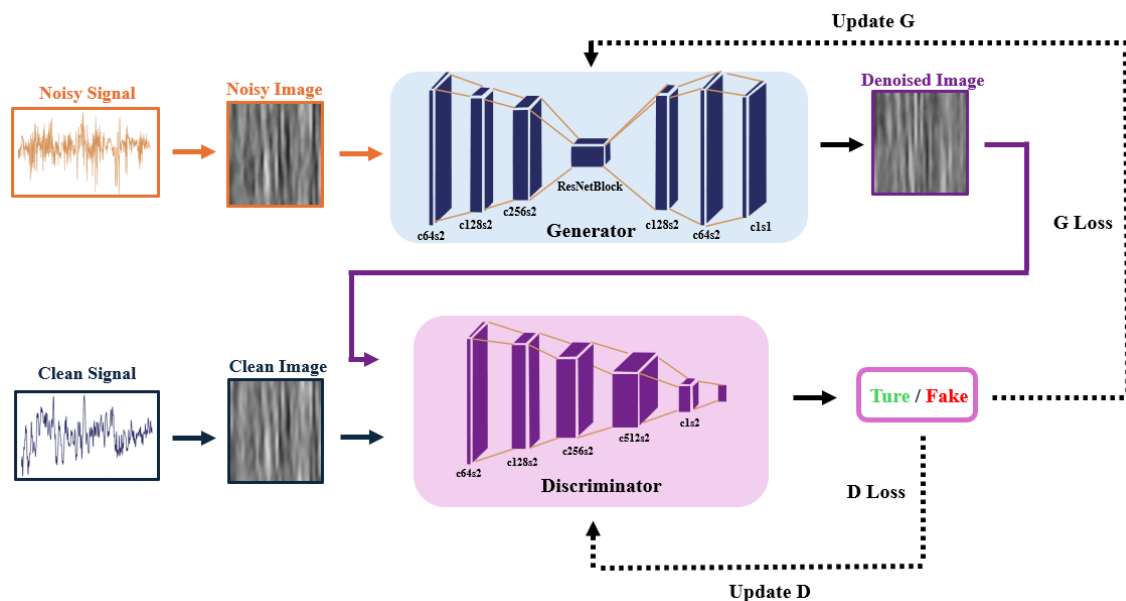 Update G
Noisy Signal
Noisy Image
Denoised Image
ResNetBlock
c64s2
c128s2
c256s2
c128s2
c64s2
c1s1
Generator
G Loss
Clean Signal
Clean Image
Ture / Fake
c64s2
c128s2
c256s2
c512s2
c1s2
Discriminator
D Loss
Update D